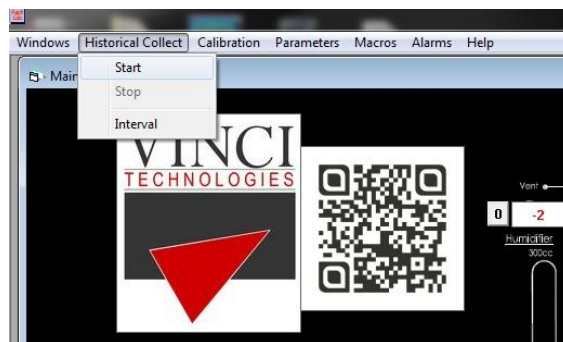 Windows Historical Collect Calibration Parameters Macros Alarms Help
Main
Start
Stop
Interval
VINCI
TECHNOLOGIES
Vent
0 -2
Humidifier
300cc